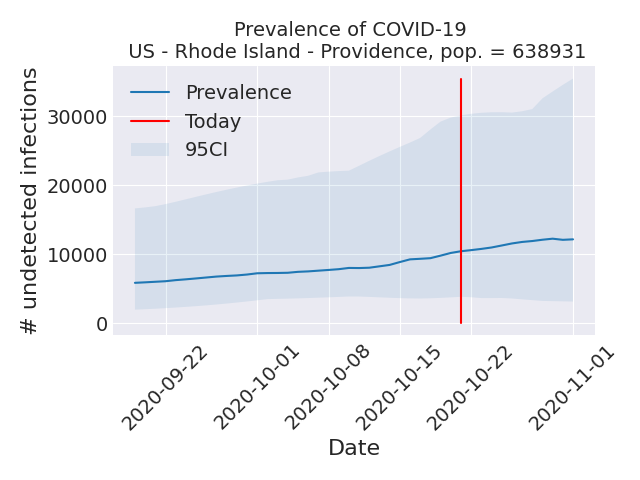 Prevalence of COVID-19
US - Rhode Island - Providence, pop. = 638931
# undetected infections
30000
20000
10000
0
Prevalence
Today
95CI
2020-09-22
2020-10-01
2020-10-08
2020-10-15
2020-10-22
2020-11-01
Date